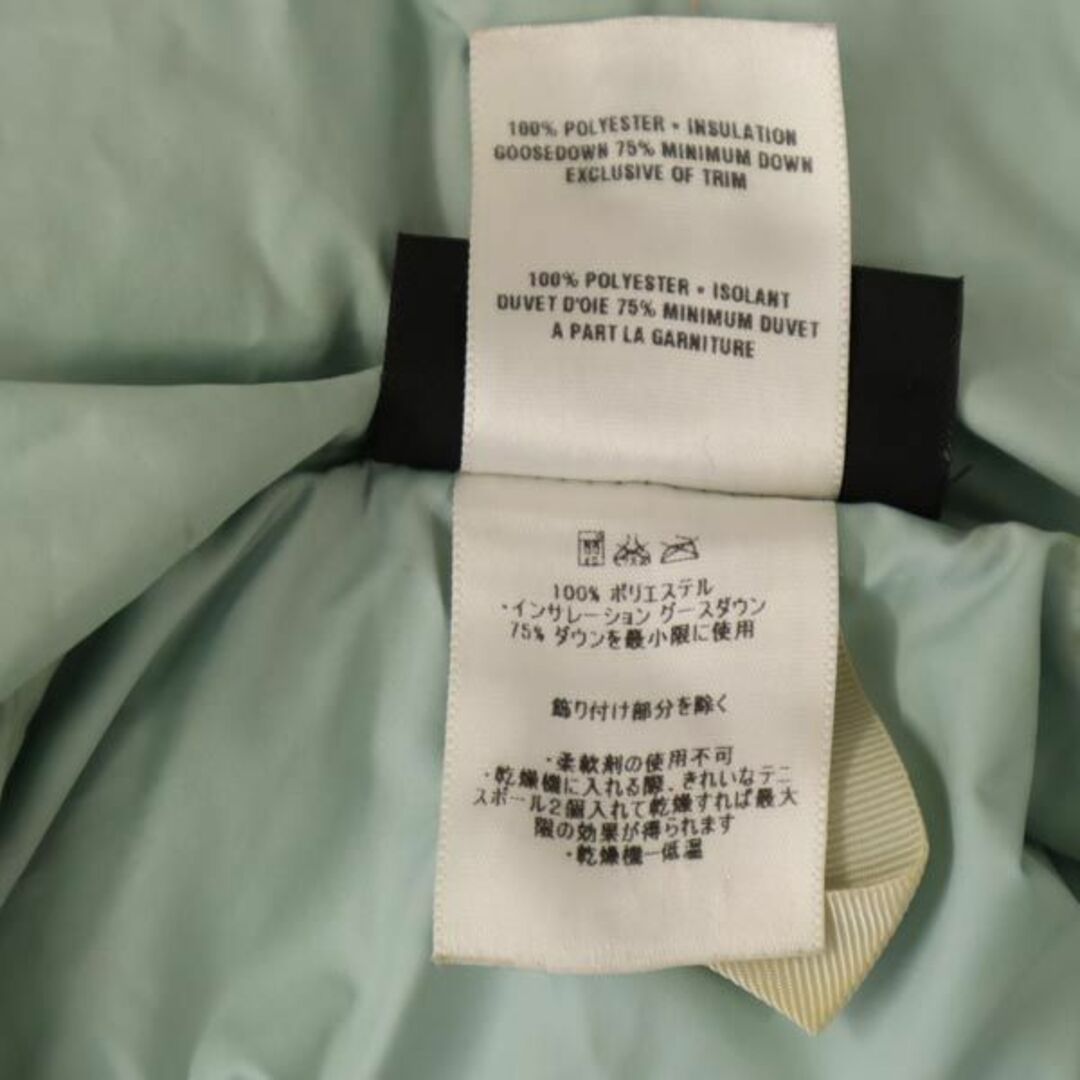 100% POLYESTER • INSULATION
GOOSEDOWN 75% MINIMUM DOWN
EXCLUSIVE OF TRIM
100% POLYESTER • ISOLANT
DUVET D'OIE 75% MINIMUM DUVET
A PART LA GARNITURE
100% ポリエステル
・インサレーション グースダウン
75% ダウンを最小限に使用
飾り付け部分を除く
・柔軟剤の使用不可
・乾燥機に入れる際、きれいなテニ
スボール2個入れて乾燥すれば最大
限の効果が得られます
・乾燥機一低温